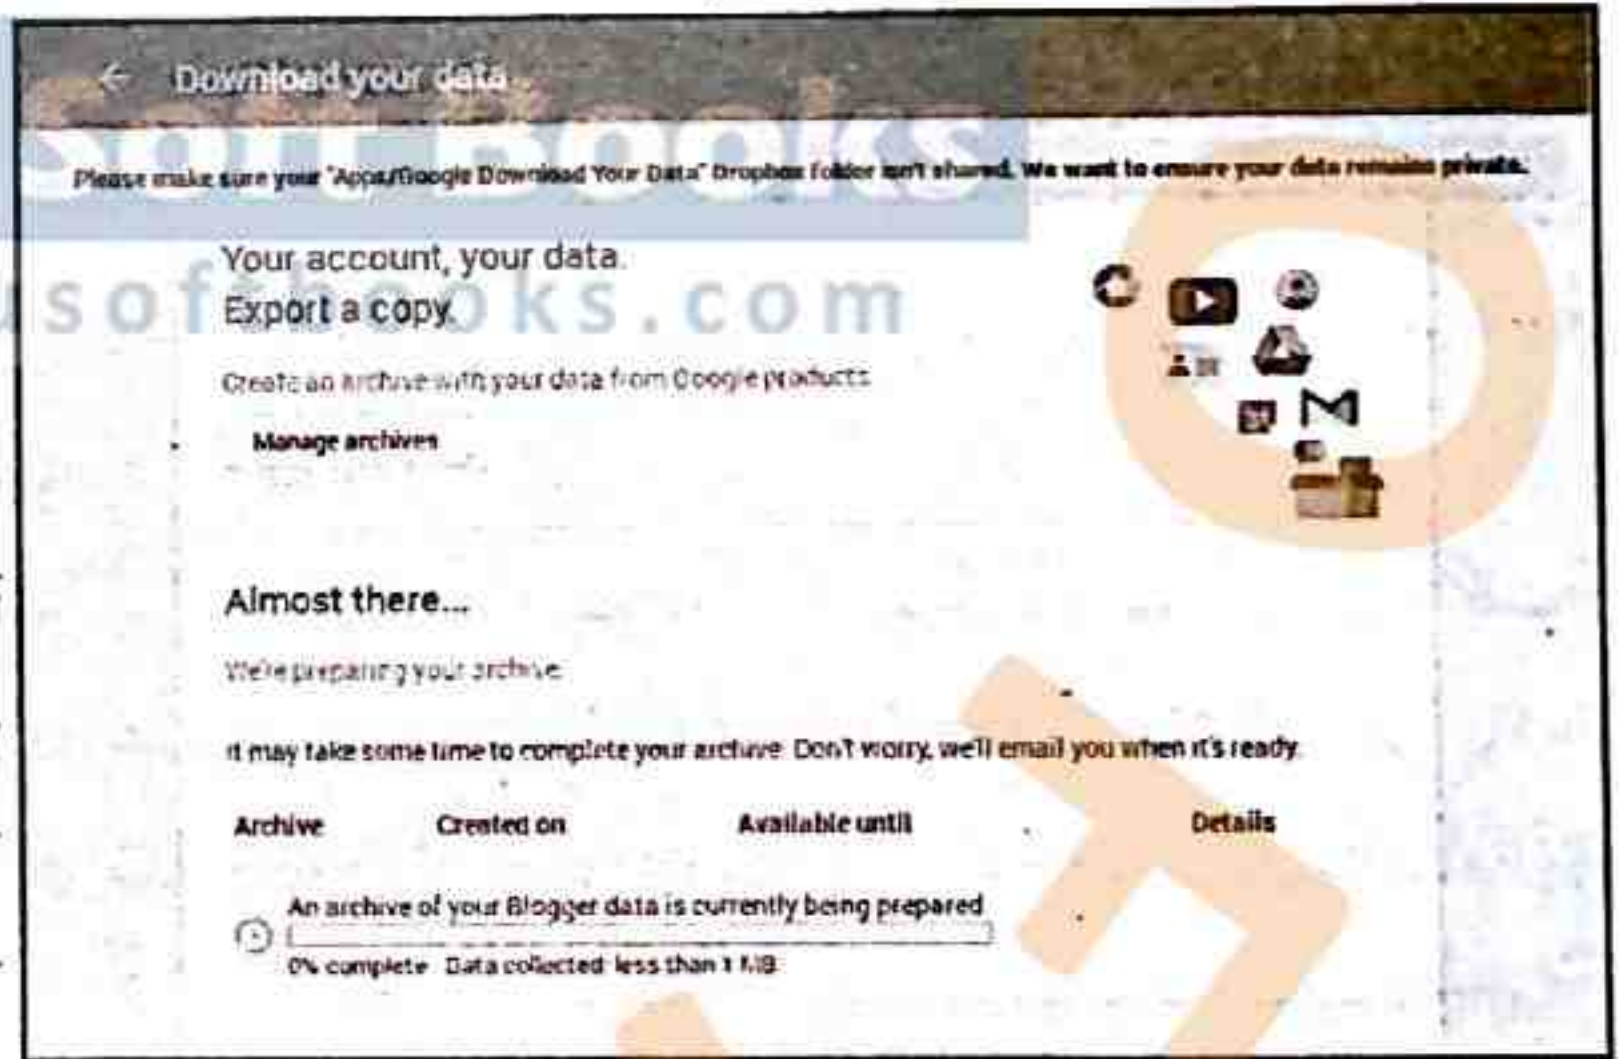 Download your data
Soft Books
Please make sure your "Apps/Google Download Your Data" Dropbox folder isn't shared. We want to ensure your data remains private.
Your account, your data.
usoftbooks.com
Export a copy.
Create an archive with your data from Google products
Manage archives
Almost there...
We're preparing your archive
It may take some time to complete your archive. Don't worry, we'll email you when it's ready.
Archive Created on Available until Details
An archive of your Blogger data is currently being prepared
0% complete Data collected: less than 1 MB